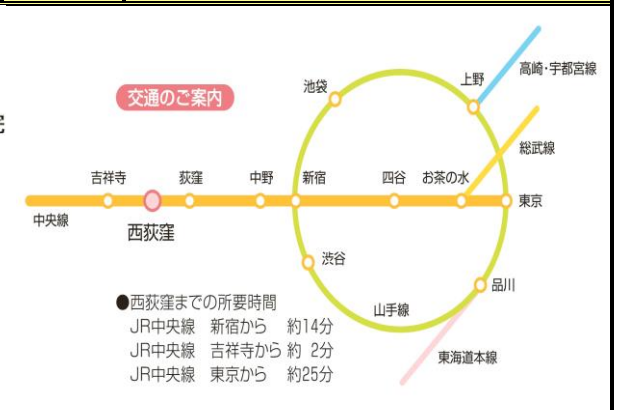 交通のご案内
池袋
上野
高崎・宇都宮線
総武線
吉祥寺
荻窪
中野
新宿
四谷
お茶の水
東京
中央線
西荻窪
渋谷
品川
山手線
東海道本線
●西荻窪までの所要時間
JR中央線 新宿から 約14分
JR中央線 吉祥寺から 約 2分
JR中央線 東京から 約25分